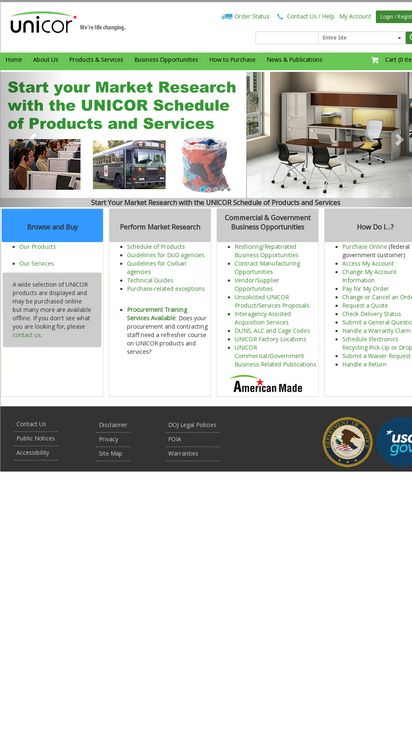 unicor
We're life changing.
Order Status
Contact Us / Help
My Account
Login / Regist
Entire Site
Home
About Us
Products & Services
Business Opportunities
How to Purchase
News & Publications
Cart (0 ite
Start your Market Research
with the UNICOR Schedule
of Products and Services
Start Your Market Research with the UNICOR Schedule of Products and Services
Browse and Buy
Our Products
Our Services
A wide selection of UNICOR
products are displayed and
may be purchased online
but many more are available
offline. If you don't see what
you are looking for, please
contact us.
Perform Market Research
Schedule of Products
Guidelines for DoD agencies
Guidelines for Civilian
agencies
Technical Guides
Purchase-related exceptions
Procurement Training
Services Available: Does your
procurement and contracting
staff need a refresher course
on UNICOR products and
services?
Commercial & Government
Business Opportunities
Reshoring/Repatriated
Business Opportunities
Contract Manufacturing
Opportunities
Vendor/Supplier
Opportunities
Unsolicited UNICOR
Product/Services Proposals
Interagency Assisted
Acquisition Services
DUNS, ALC and Cage Codes
UNICOR Factory Locations
UNICOR
Commercial/Government
Business-Related Publications
American Made
How Do I...?
Purchase Online (federal
government customer)
Access My Account
Change My Account
Information
Pay for My Order
Change or Cancel an Orde
Request a Quote
Check Delivery Status
Submit a General Questio
Handle a Warranty Claim
Schedule Electronics
Recycling Pick-Up or Drop
Submit a Waiver Request
Handle a Return
Contact Us
Public Notices
Accessibility
Disclaimer
Privacy
Site Map
DOJ Legal Policies
FOIA
Warranties
usa
gov